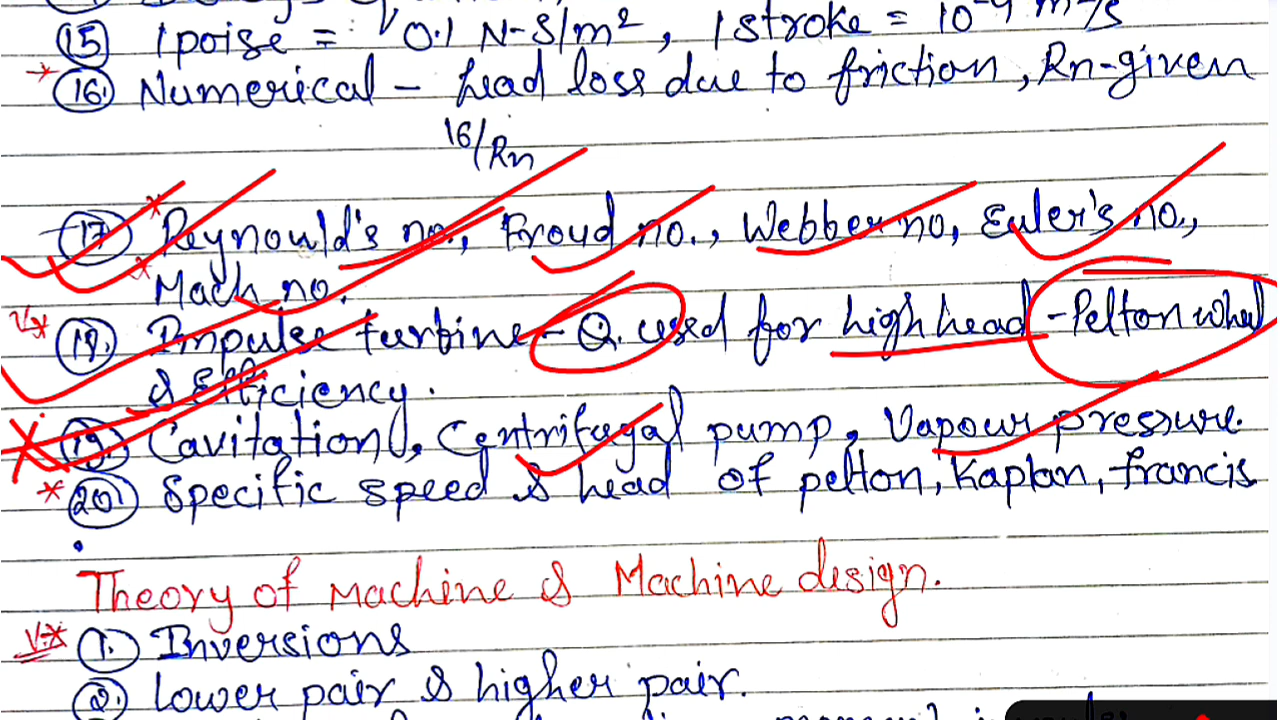 (15) 1 poise = 0.1 N-S/m², 1 stroke = 10⁻⁴ m²/s
* (16.) Numerical - head loss due to friction, Rn-given
16/Rn
(17) * Reynould's no., Froud no., Webber no, Euler's no.,
* Mach no.
V* (18.) Impulse turbine - Q. used for high head - Pelton wheel
& Efficiency.
(19.) Cavitation, Centrifugal pump, Vapour pressure.
* (20.) Specific speed & head of pelton, Kaplan, francis
Theory of Machine & Machine design.
V.* (1.) Inversions
(2.) Lower pair & higher pair.